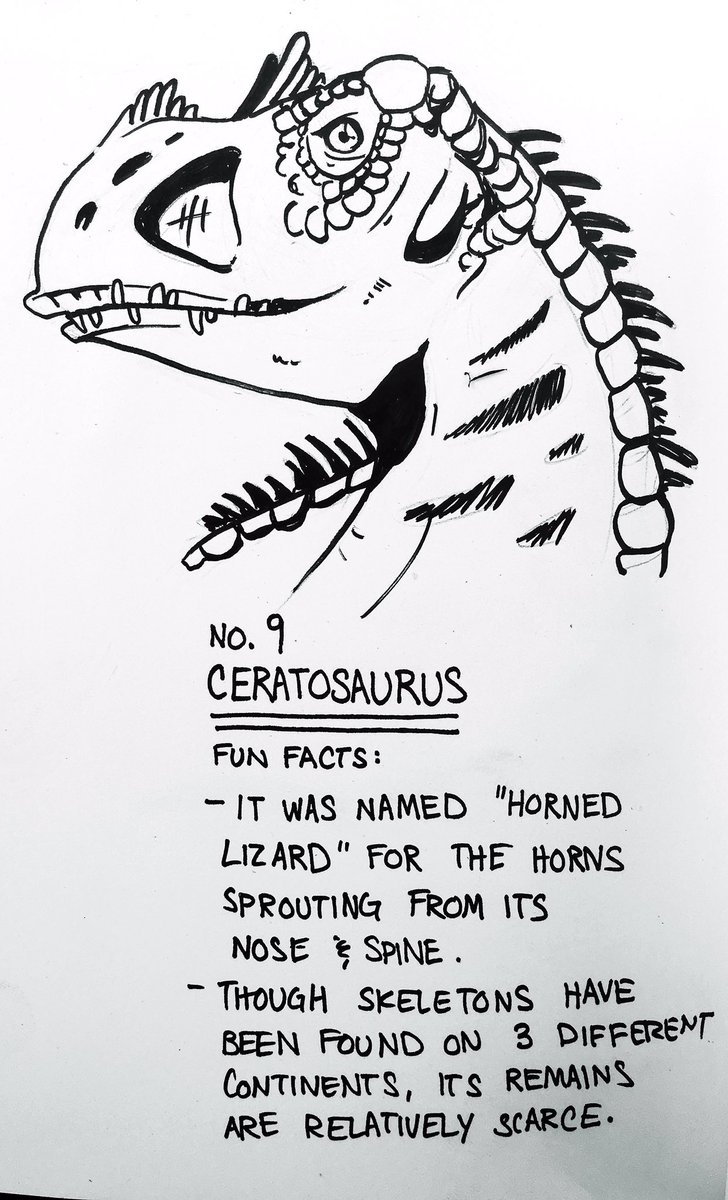 NO. 9
CERATOSAURUS
FUN FACTS:
- IT WAS NAMED "HORNED
LIZARD" FOR THE HORNS
SPROUTING FROM ITS
NOSE & SPINE.
- THOUGH SKELETONS HAVE
BEEN FOUND ON 3 DIFFERENT
CONTINENTS, ITS REMAINS
ARE RELATIVELY SCARCE.